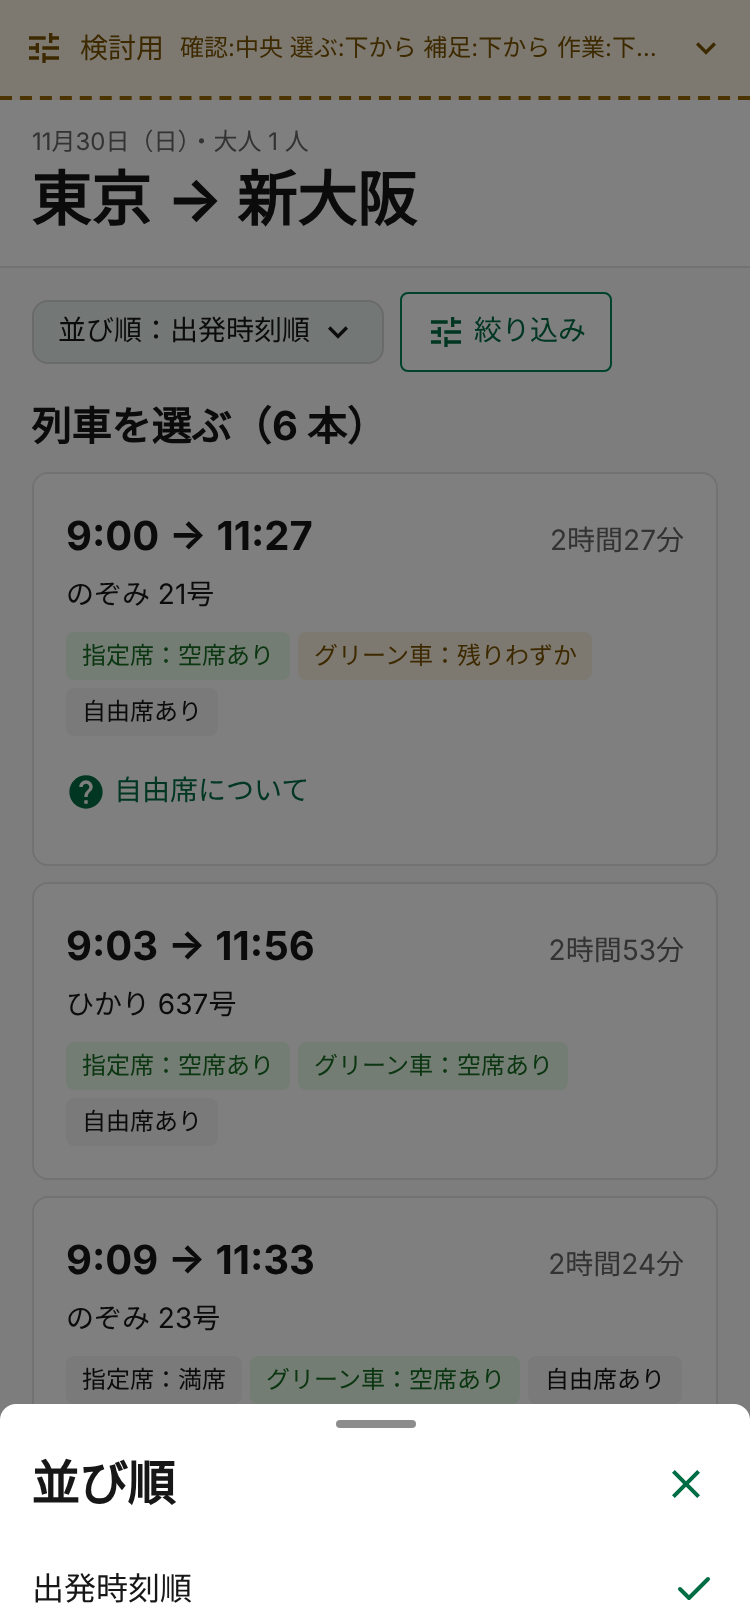 検討用 確認:中央 選ぶ:下から 補足:下から 作業:下…
11月30日（日）・大人 1 人
東京 → 新大阪
並び順：出発時刻順
絞り込み
列車を選ぶ（6 本）
9:00 → 11:27 2時間27分
のぞみ 21号
指定席：空席あり グリーン車：残りわずか
自由席あり
? 自由席について
9:03 → 11:56 2時間53分
ひかり 637号
指定席：空席あり グリーン車：空席あり
自由席あり
9:09 → 11:33 2時間24分
のぞみ 23号
指定席：満席 グリーン車：空席あり 自由席あり
並び順
出発時刻順